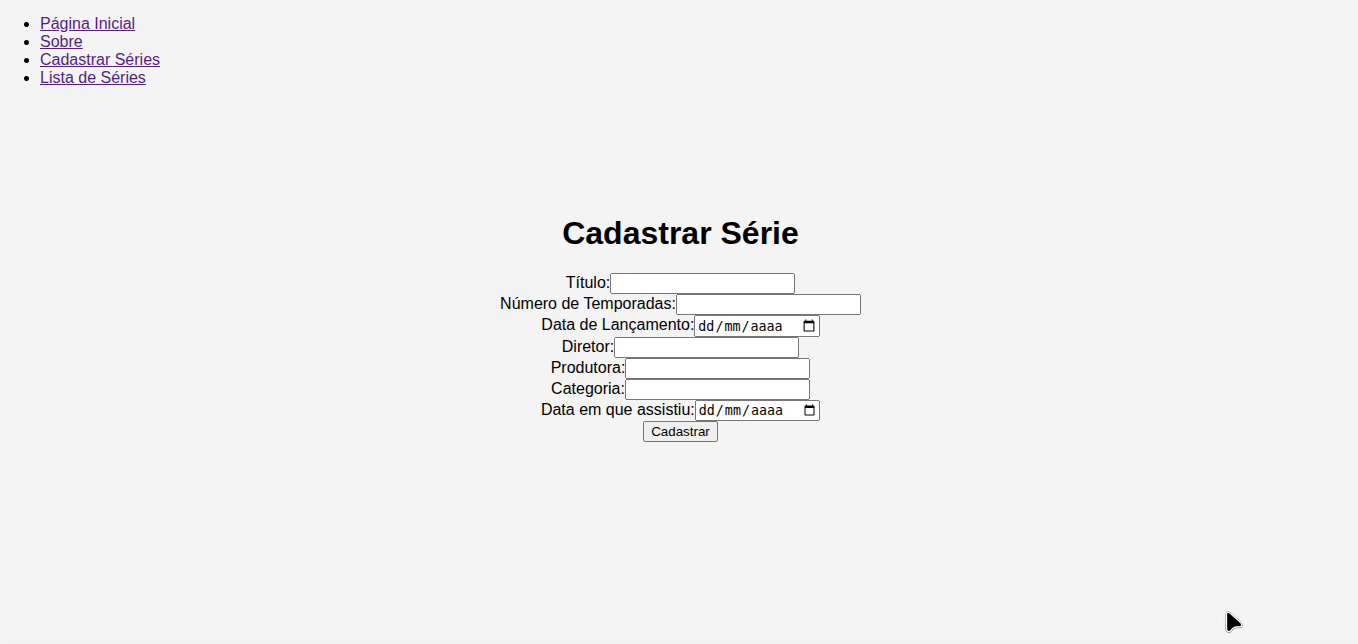 Página Inicial
Sobre
Cadastrar Séries
Lista de Séries
Cadastrar Série
Título:
Número de Temporadas:
Data de Lançamento: dd/mm/aaaa
Diretor:
Produtora:
Categoria:
Data em que assistiu: dd/mm/aaaa
Cadastrar